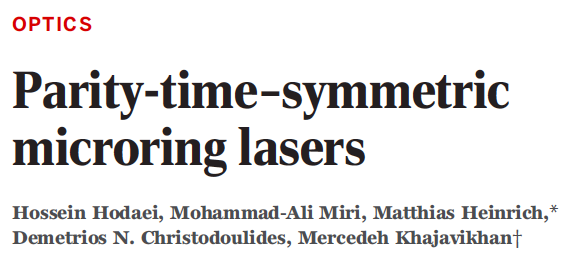 OPTICS
Parity-time–symmetric
microring lasers
Hossein Hodaei, Mohammad-Ali Miri, Matthias Heinrich,*
Demetrios N. Christodoulides, Mercedeh Khajavikhan†